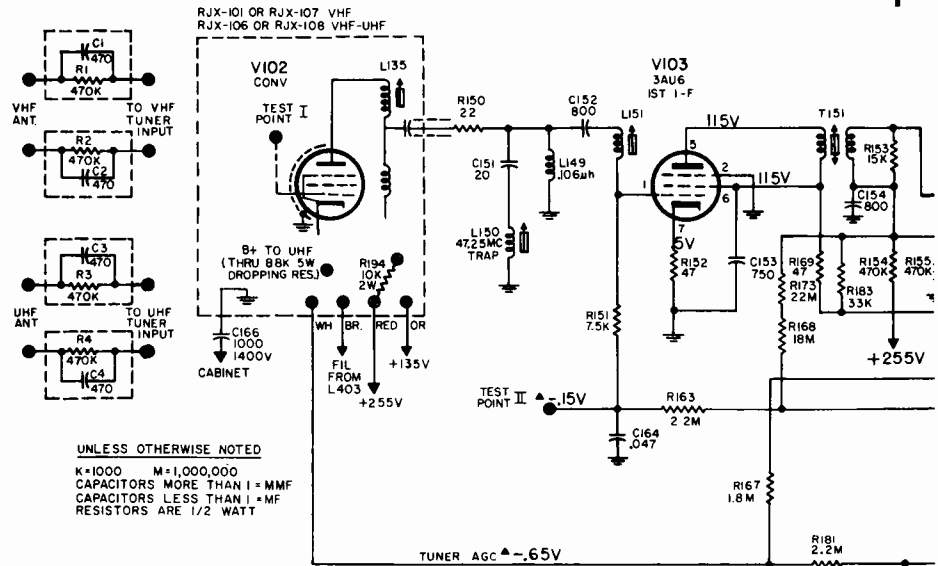 RJX-101 OR RJX-107 VHF
RJX-106 OR RJX-108 VHF-UHF
C1
470
R1
470K
VHF
ANT.
TO VHF
TUNER
INPUT
R2
470K
C2
470
C3
470
R3
470K
UHF
ANT
TO UHF
TUNER
INPUT
R4
470K
C4
470
V102
CONV
L135
TEST
POINT I
B+ TO UHF
(THRU 8.8K 5W
DROPPING RES.)
R194
10K
2W
WH
BR.
RED
OR
C166
1000
1400V
CABINET
FIL
FROM
L403
+255V
+135V
R150
22
C151
20
L150
47.25MC
TRAP
L149
.106µh
C152
800
L151
V103
3AU6
1ST I-F
115V
5
2
1
6
115V
7
.5V
R152
47
C153
750
T151
R153
15K
C154
800
R169
47
R173
22M
R183
33K
R154
470K
R155
470K
R168
18M
+255V
R151
7.5K
TEST
POINT II ▲-.15V
R163
2.2M
C164
.047
R167
1.8M
R181
2.2M
TUNER AGC ▲-.65V
UNLESS OTHERWISE NOTED
K=1000 M=1,000,000
CAPACITORS MORE THAN 1 = MMF
CAPACITORS LESS THAN 1 = MF
RESISTORS ARE 1/2 WATT